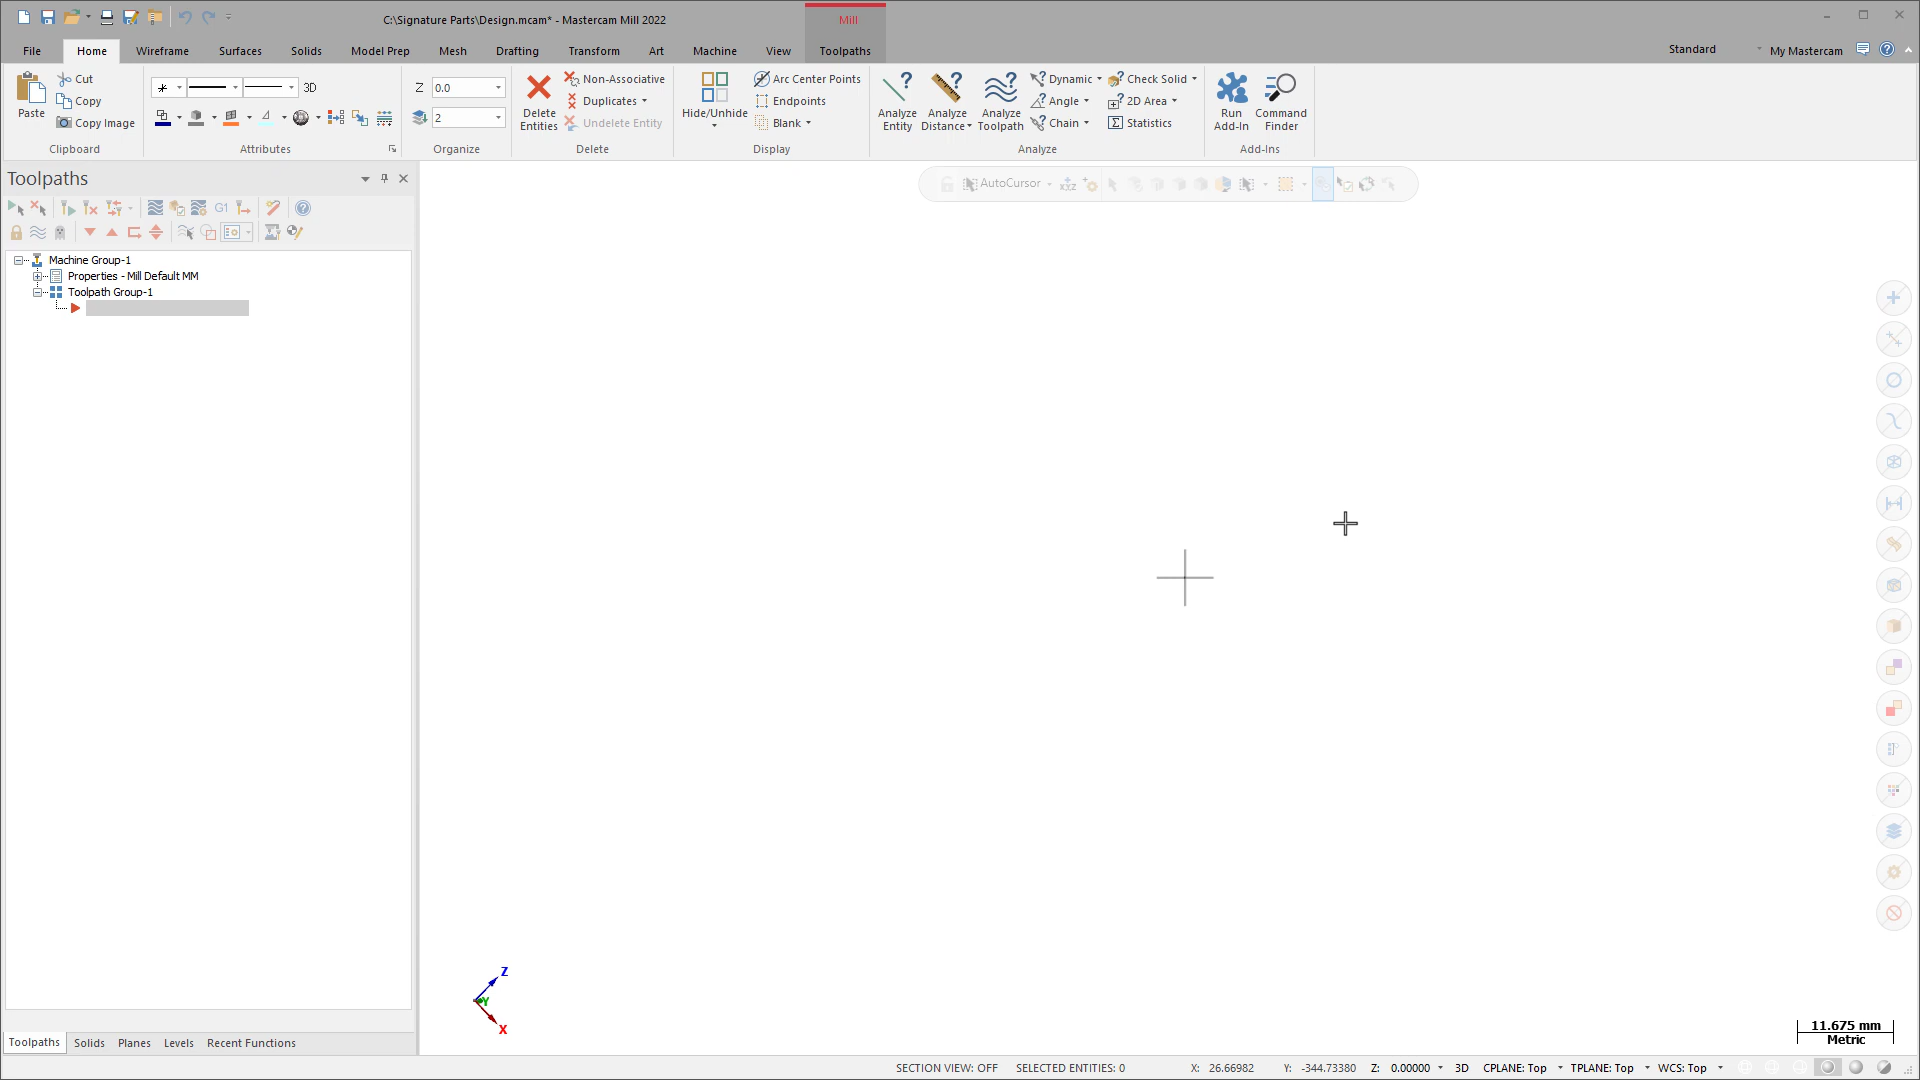 C:\Signature Parts\Design.mcam* - Mastercam Mill 2022
Mill
File
Home
Wireframe
Surfaces
Solids
Model Prep
Mesh
Drafting
Transform
Art
Machine
View
Toolpaths
Standard
My Mastercam
Paste
Cut
Copy
Copy Image
Clipboard
3D
Attributes
Z
0.0
2
Organize
Delete
Entities
Non-Associative
Duplicates
Undelete Entity
Delete
Hide/Unhide
Arc Center Points
Endpoints
Blank
Display
Analyze
Entity
Analyze
Distance
Analyze
Toolpath
Dynamic
Angle
Chain
Check Solid
2D Area
Statistics
Analyze
Run
Add-In
Command
Finder
Add-Ins
Toolpaths
G1
Machine Group-1
Properties - Mill Default MM
Toolpath Group-1
AutoCursor
Z
Y
X
11.675 mm
Metric
Toolpaths
Solids
Planes
Levels
Recent Functions
SECTION VIEW: OFF
SELECTED ENTITIES: 0
X: 26.66982
Y: -344.73380
Z: 0.00000
3D
CPLANE: Top
TPLANE: Top
WCS: Top